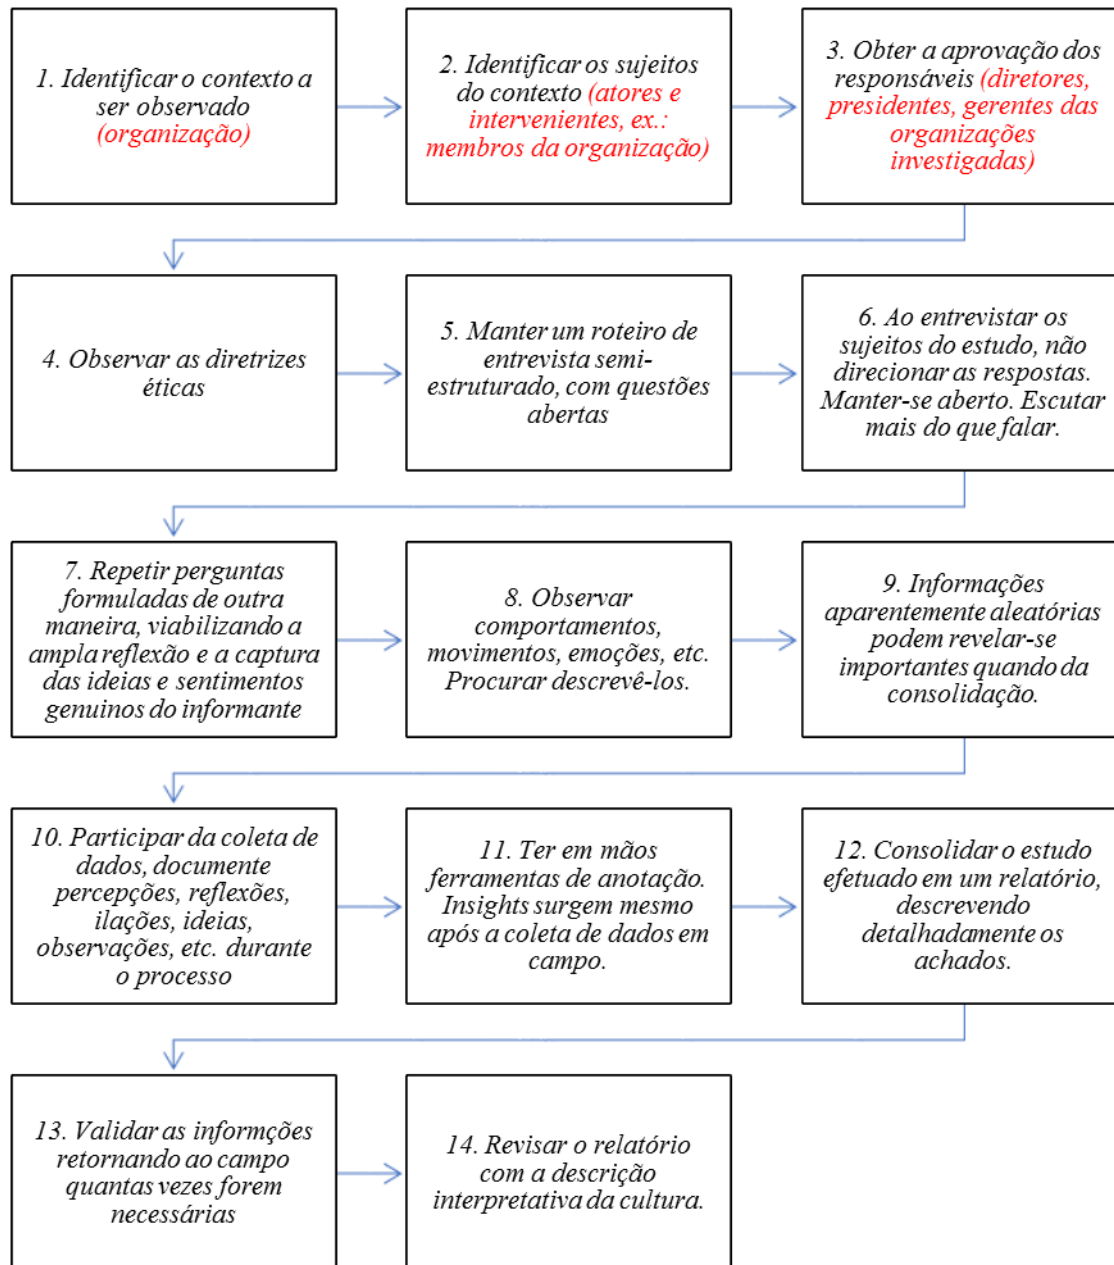 1. Identificar o contexto a
ser observado
(organização)
2. Identificar os sujeitos
do contexto (atores e
intervenientes, ex.:
membros da organização)
3. Obter a aprovação dos
responsáveis (diretores,
presidentes, gerentes das
organizações
investigadas)
4. Observar as diretrizes
éticas
5. Manter um roteiro de
entrevista semi-
estruturado, com questões
abertas
6. Ao entrevistar os
sujeitos do estudo, não
direcionar as respostas.
Manter-se aberto. Escutar
mais do que falar.
7. Repetir perguntas
formuladas de outra
maneira, viabilizando a
ampla reflexão e a captura
das ideias e sentimentos
genuinos do informante
8. Observar
comportamentos,
movimentos, emoções, etc.
Procurar descrevê-los.
9. Informações
aparentemente aleatórias
podem revelar-se
importantes quando da
consolidação.
10. Participar da coleta de
dados, documente
percepções, reflexões,
ilações, ideias,
observações, etc. durante
o processo
11. Ter em mãos
ferramentas de anotação.
Insights surgem mesmo
após a coleta de dados em
campo.
12. Consolidar o estudo
efetuado em um relatório,
descrevendo
detalhadamente os
achados.
13. Validar as informções
retornando ao campo
quantas vezes forem
necessárias
14. Revisar o relatório
com a descrição
interpretativa da cultura.